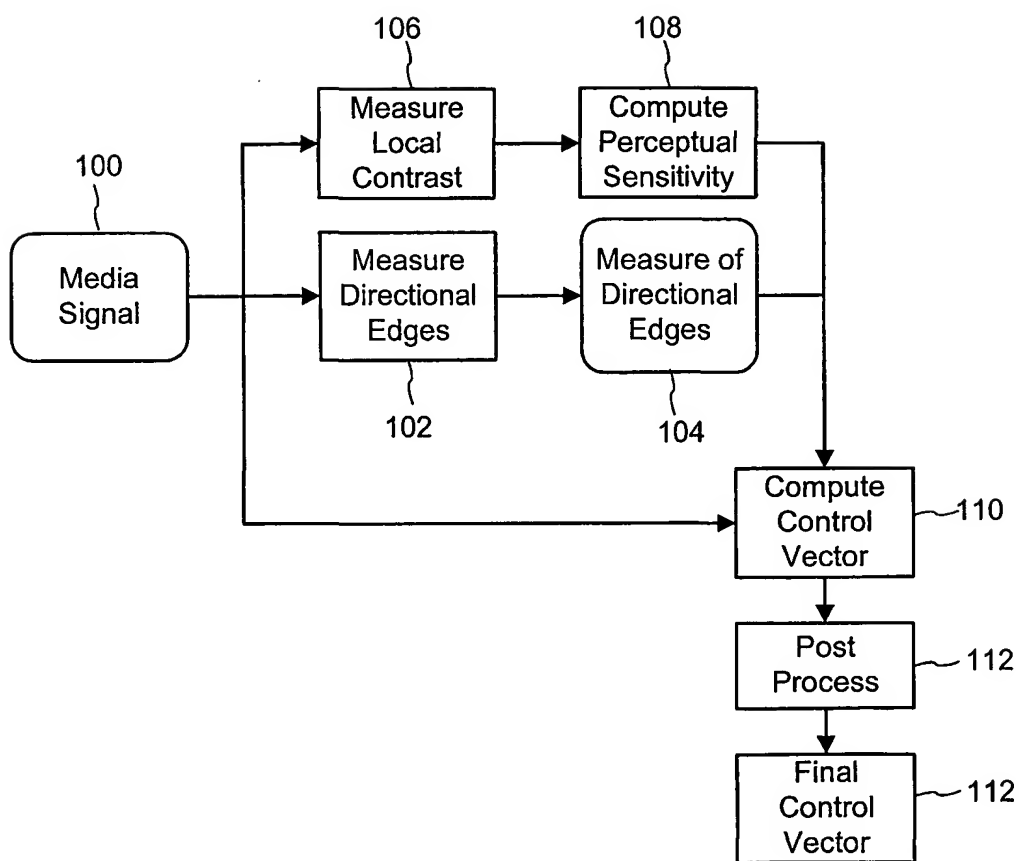 106
108
Measure
Local
Contrast
Compute
Perceptual
Sensitivity
100
Media
Signal
Measure
Directional
Edges
Measure of
Directional
Edges
102
104
Compute
Control
Vector
110
Post
Process
112
Final
Control
Vector
112